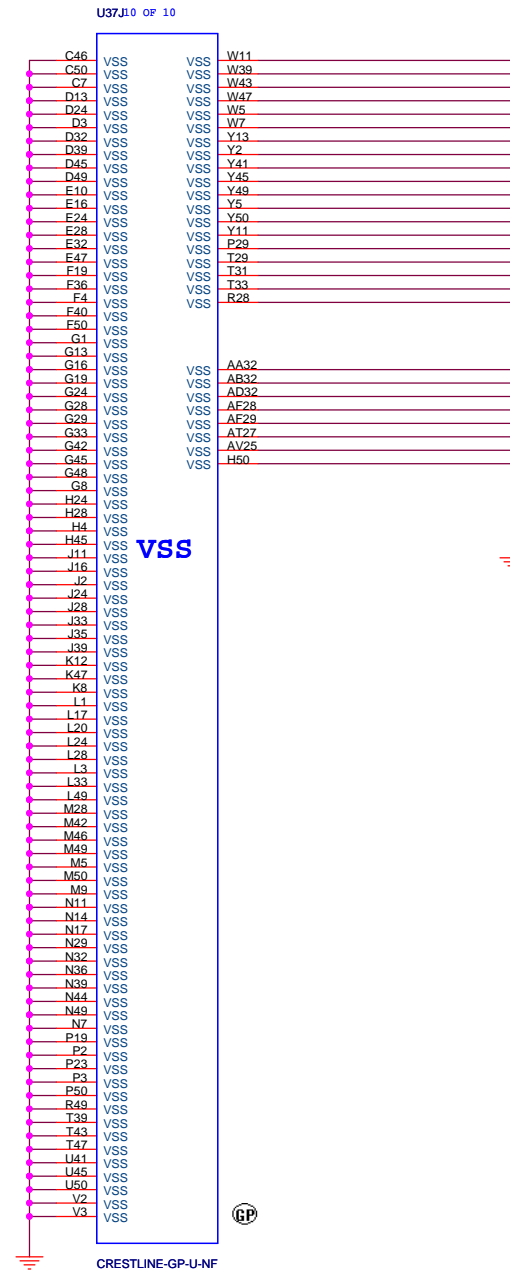 U37J 10 OF 10
C46 VSS VSS W11
C50 VSS VSS W39
C7 VSS VSS W43
D13 VSS VSS W47
D24 VSS VSS W5
D3 VSS VSS W7
D32 VSS VSS Y13
D39 VSS VSS Y2
D45 VSS VSS Y41
D49 VSS VSS Y45
E10 VSS VSS Y49
E16 VSS VSS Y5
E24 VSS VSS Y50
E28 VSS VSS Y11
E32 VSS VSS P29
E47 VSS VSS T29
F19 VSS VSS T31
F36 VSS VSS T33
F4 VSS VSS R28
F40 VSS
F50 VSS
G1 VSS
G13 VSS
G16 VSS VSS AA32
G19 VSS VSS AB32
G24 VSS VSS AD32
G28 VSS VSS AF28
G29 VSS VSS AF29
G33 VSS VSS AT27
G42 VSS VSS AV25
G45 VSS VSS H50
G48 VSS
G8 VSS
H24 VSS
H28 VSS
H4 VSS
H45 VSS
VSS
J11 VSS
J16 VSS
J2 VSS
J24 VSS
J28 VSS
J33 VSS
J35 VSS
J39 VSS
K12 VSS
K47 VSS
K8 VSS
L1 VSS
L17 VSS
L20 VSS
L24 VSS
L28 VSS
L3 VSS
L33 VSS
L49 VSS
M28 VSS
M42 VSS
M46 VSS
M49 VSS
M5 VSS
M50 VSS
M9 VSS
N11 VSS
N14 VSS
N17 VSS
N29 VSS
N32 VSS
N36 VSS
N39 VSS
N44 VSS
N49 VSS
N7 VSS
P19 VSS
P2 VSS
P23 VSS
P3 VSS
P50 VSS
R49 VSS
T39 VSS
T43 VSS
T47 VSS
U41 VSS
U45 VSS
U50 VSS
V2 VSS
V3 VSS
GP
CRESTLINE-GP-U-NF